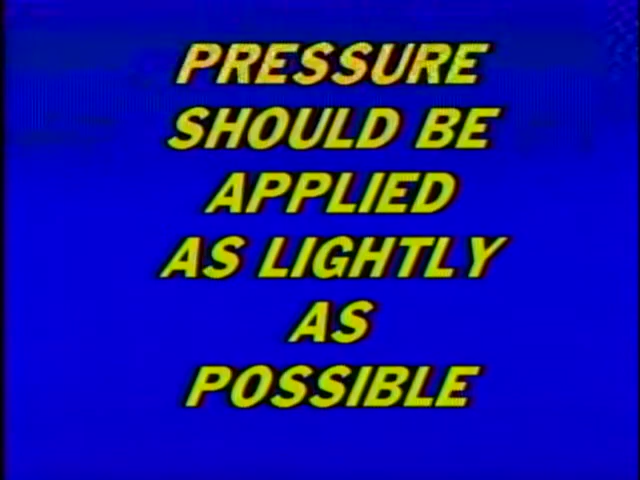 PRESSURE
SHOULD BE
APPLIED
AS LIGHTLY
AS
POSSIBLE